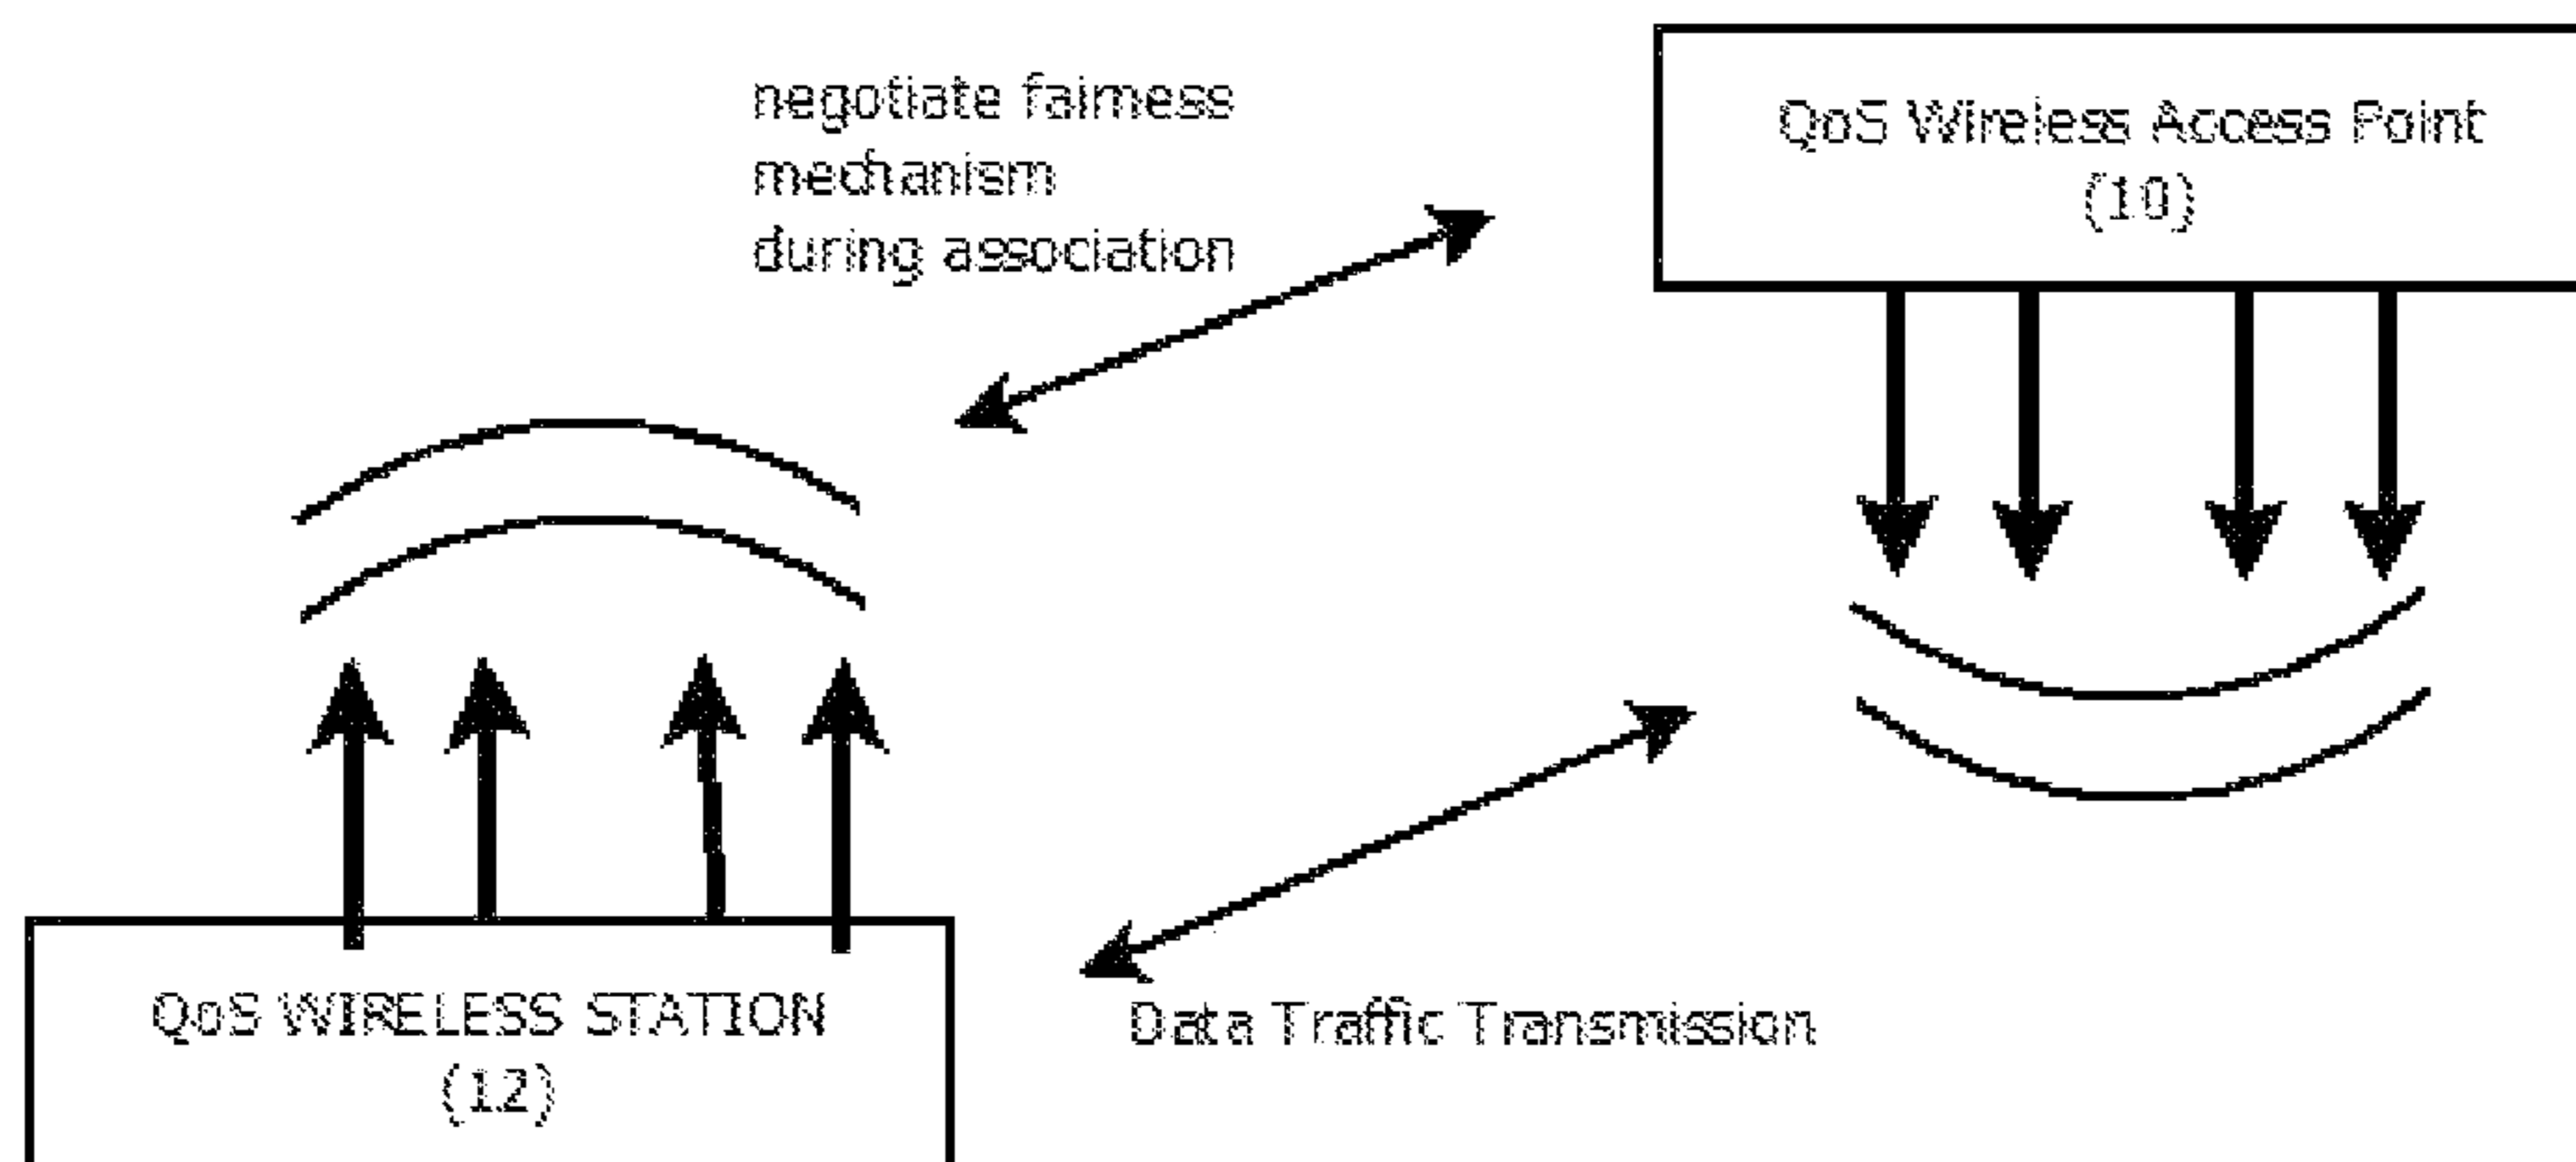 negotiate fairness
mechanism
during association
QoS Wireless Access Point
(10)
QoS WIRELESS STATION
(12)
Data Traffic Transmission